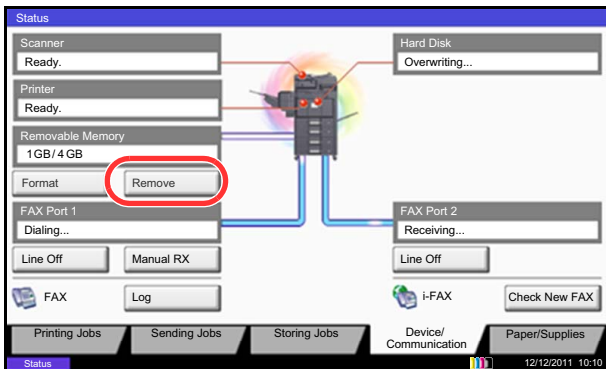 Status
Scanner
Ready.
Hard Disk
Overwriting...
Printer
Ready.
Removable Memory
1GB/ 4 GB
Format
Remove
FAX Port 1
Dialing...
FAX Port 2
Receiving...
Line Off
Manual RX
Line Off
FAX
Log
i-FAX
Check New FAX
Printing Jobs
Sending Jobs
Storing Jobs
Device/
Communication
Paper/Supplies
Status
12/12/2011 10:10